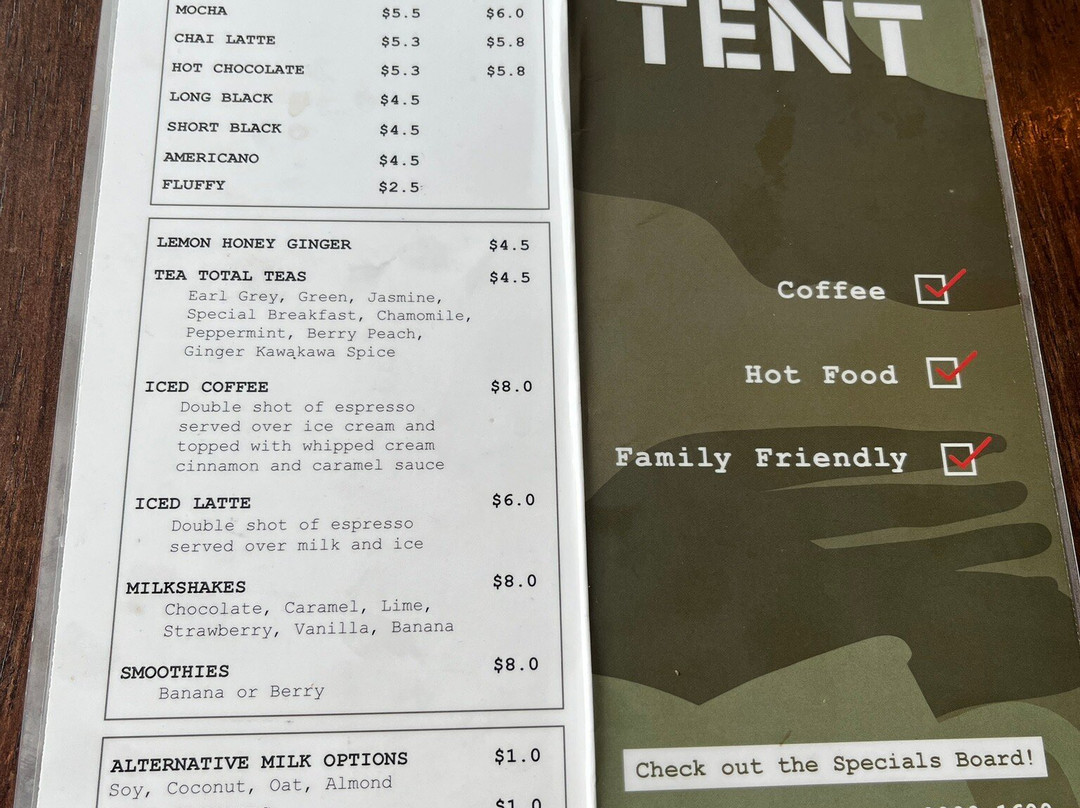 MOCHA $5.5 $6.0
CHAI LATTE $5.3 $5.8
HOT CHOCOLATE $5.3 $5.8
LONG BLACK $4.5
SHORT BLACK $4.5
AMERICANO $4.5
FLUFFY $2.5
LEMON HONEY GINGER $4.5
TEA TOTAL TEAS $4.5
Earl Grey, Green, Jasmine,
Special Breakfast, Chamomile,
Peppermint, Berry Peach,
Ginger Kawakawa Spice
ICED COFFEE $8.0
Double shot of espresso
served over ice cream and
topped with whipped cream
cinnamon and caramel sauce
ICED LATTE $6.0
Double shot of espresso
served over milk and ice
MILKSHAKES $8.0
Chocolate, Caramel, Lime,
Strawberry, Vanilla, Banana
SMOOTHIES $8.0
Banana or Berry
ALTERNATIVE MILK OPTIONS $1.0
Soy, Coconut, Oat, Almond
$1.0
TENT
Coffee
Hot Food
Family Friendly
Check out the Specials Board!